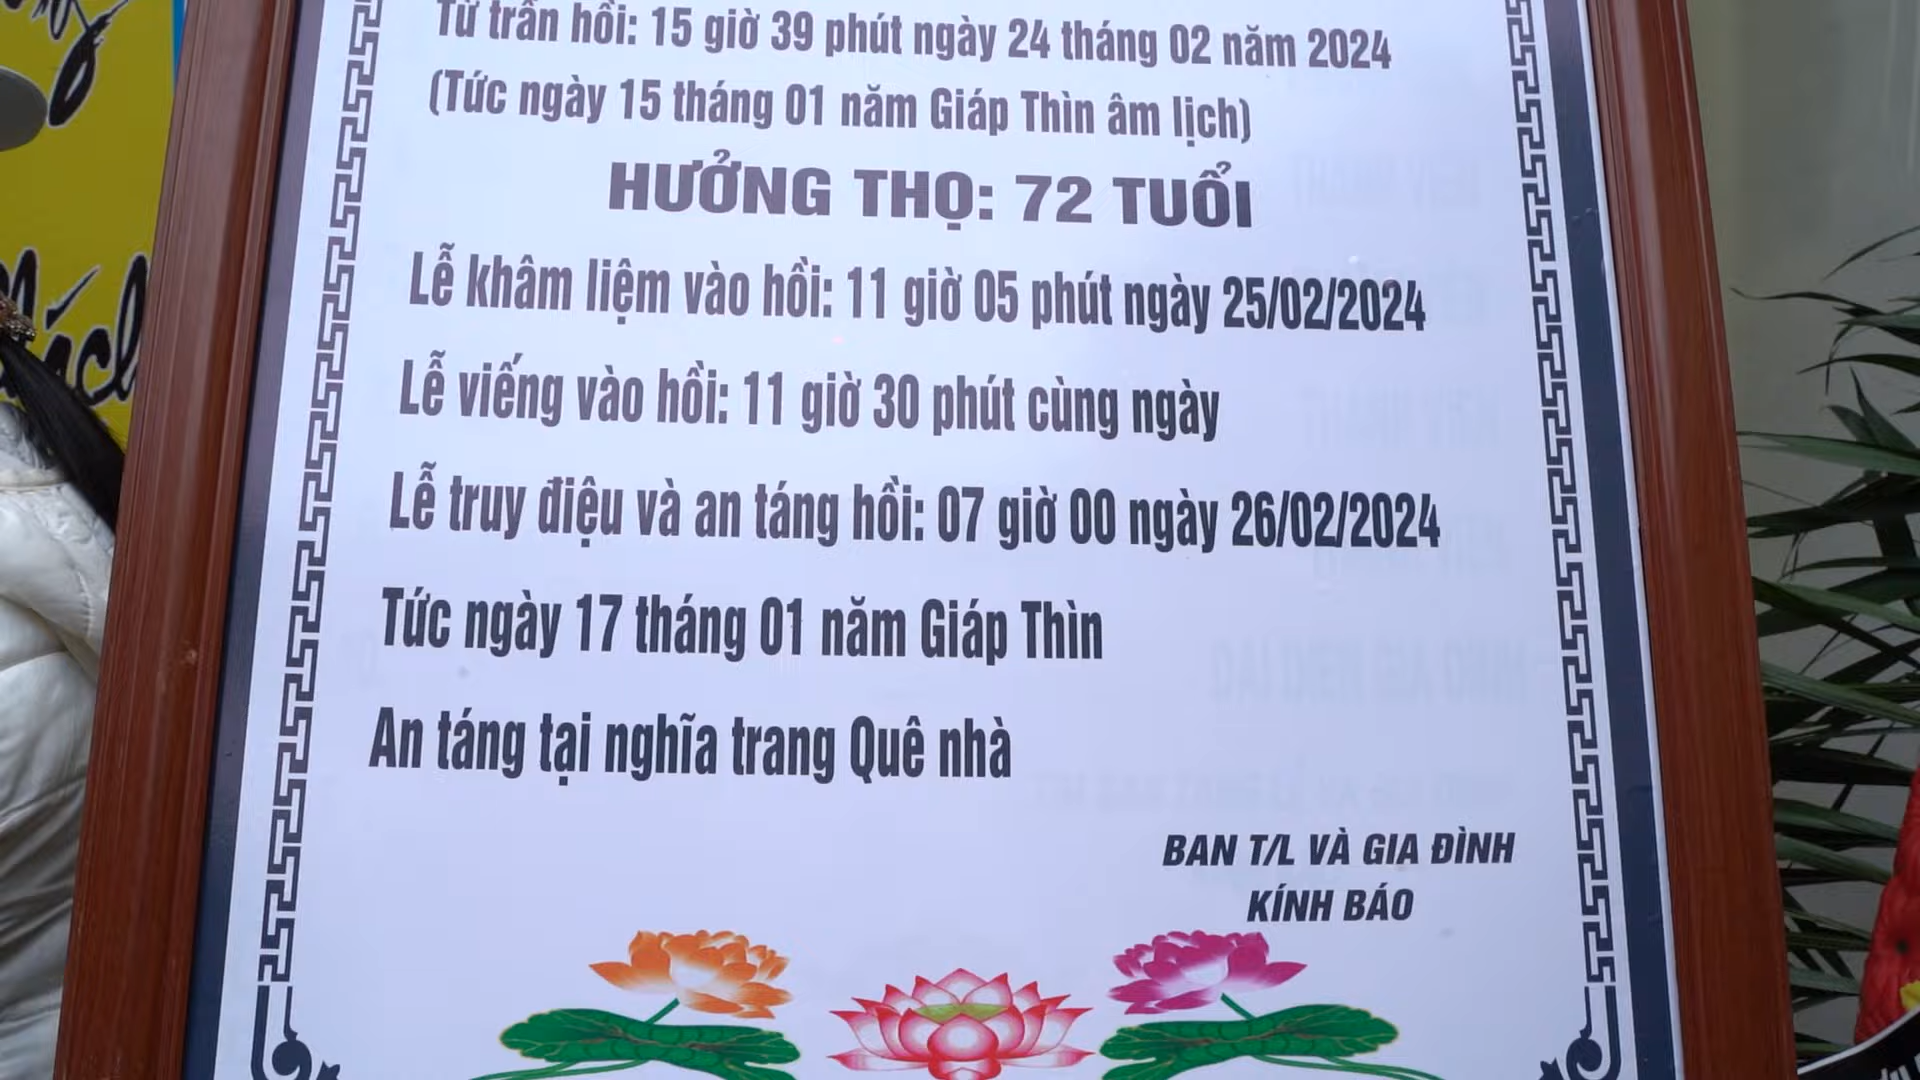 Từ trần hồi: 15 giờ 39 phút ngày 24 tháng 02 năm 2024
(Tức ngày 15 tháng 01 năm Giáp Thìn âm lịch)
HƯỞNG THỌ: 72 TUỔI
Lễ khâm liệm vào hồi: 11 giờ 05 phút ngày 25/02/2024
Lễ viếng vào hồi: 11 giờ 30 phút cùng ngày
Lễ truy điệu và an táng hồi: 07 giờ 00 ngày 26/02/2024
Tức ngày 17 tháng 01 năm Giáp Thìn
An táng tại nghĩa trang Quê nhà
BAN T/L VÀ GIA ĐÌNH
KÍNH BÁO